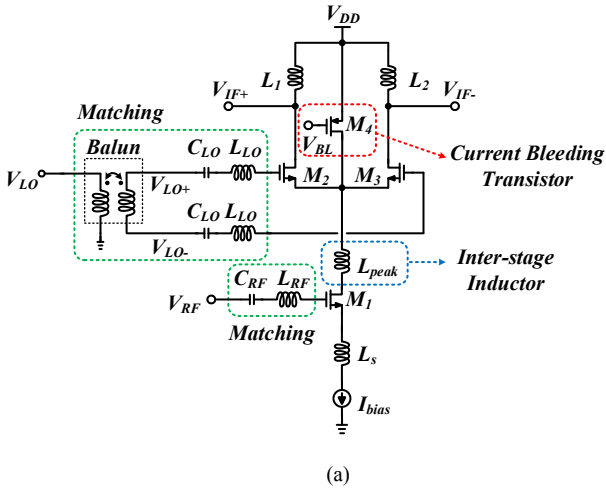 V_DD
L_1
L_2
V_IF+
V_IF-
Matching
M_4
Balun
V_BL
Current Bleeding
Transistor
C_LO L_LO
V_LO
V_LO+
M_2
M_3
C_LO L_LO
V_LO-
L_peak
Inter-stage
Inductor
C_RF L_RF
V_RF
M_1
Matching
L_s
I_bias
(a)